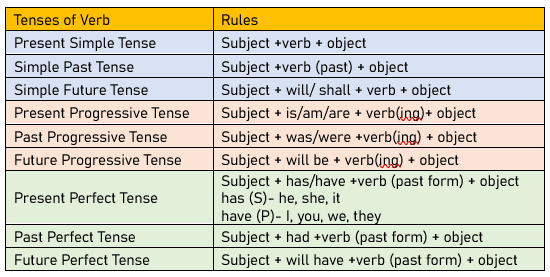 Tenses of Verb Rules
Present Simple Tense Subject +verb + object
Simple Past Tense Subject +verb (past) + object
Simple Future Tense Subject + will/ shall + verb + object
Present Progressive Tense Subject + is/am/are + verb(ing)+ object
Past Progressive Tense Subject + was/were +verb(ing) + object
Future Progressive Tense Subject + will be + verb(ing) + object
Present Perfect Tense Subject + has/have +verb (past form) + object
has (S)- he, she, it
have (P)- I, you, we, they
Past Perfect Tense Subject + had +verb (past form) + object
Future Perfect Tense Subject + will have +verb (past form) + object